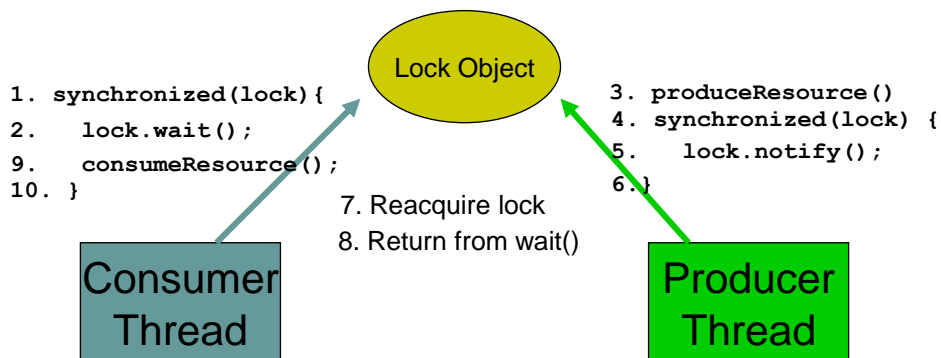 Lock Object
1. synchronized(lock){
2. lock.wait();
9. consumeResource();
10. }
3. produceResource()
4. synchronized(lock) {
5. lock.notify();
6.}
7. Reacquire lock
8. Return from wait()
Consumer
Thread
Producer
Thread